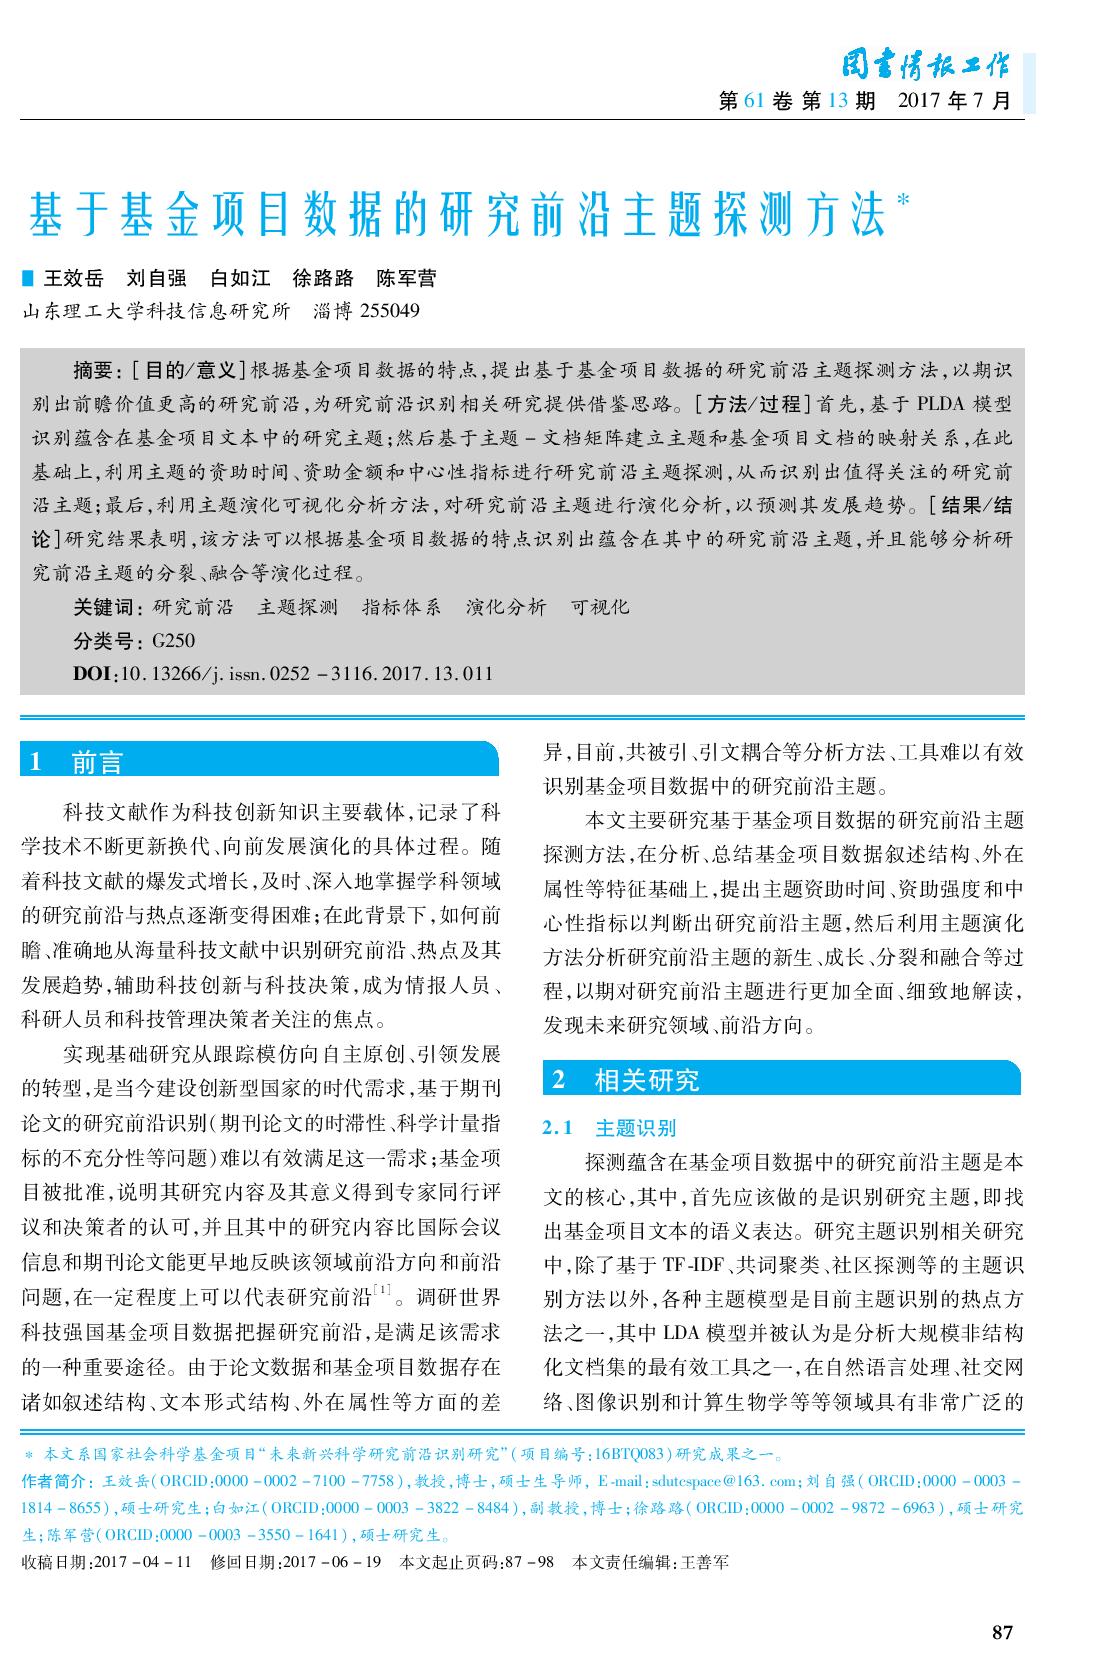 图书情报工作
第 61 卷 第 13 期 2017 年 7 月
基于基金项目数据的研究前沿主题探测方法*
王效岳 刘自强 白如江 徐路路 陈军营
山东理工大学科技信息研究所 淄博 255049
摘要:[目的/意义]根据基金项目数据的特点,提出基于基金项目数据的研究前沿主题探测方法,以期识
别出前瞻价值更高的研究前沿,为研究前沿识别相关研究提供借鉴思路。[方法/过程]首先,基于 PLDA 模型
识别蕴含在基金项目文本中的研究主题;然后基于主题-文档矩阵建立主题和基金项目文档的映射关系,在此
基础上,利用主题的资助时间、资助金额和中心性指标进行研究前沿主题探测,从而识别出值得关注的研究前
沿主题;最后,利用主题演化可视化分析方法,对研究前沿主题进行演化分析,以预测其发展趋势。[结果/结
论]研究结果表明,该方法可以根据基金项目数据的特点识别出蕴含在其中的研究前沿主题,并且能够分析研
究前沿主题的分裂、融合等演化过程。
关键词: 研究前沿 主题探测 指标体系 演化分析 可视化
分类号: G250
DOI:10.13266/j.issn.0252-3116.2017.13.011
1 前言
科技文献作为科技创新知识主要载体,记录了科
学技术不断更新换代、向前发展演化的具体过程。随
着科技文献的爆发式增长,及时、深入地掌握学科领域
的研究前沿与热点逐渐变得困难;在此背景下,如何前
瞻、准确地从海量科技文献中识别研究前沿、热点及其
发展趋势,辅助科技创新与科技决策,成为情报人员、
科研人员和科技管理决策者关注的焦点。
实现基础研究从跟踪模仿向自主原创、引领发展
的转型,是当今建设创新型国家的时代需求,基于期刊
论文的研究前沿识别(期刊论文的时滞性、科学计量指
标的不充分性等问题)难以有效满足这一需求;基金项
目被批准,说明其研究内容及其意义得到专家同行评
议和决策者的认可,并且其中的研究内容比国际会议
信息和期刊论文能更早地反映该领域前沿方向和前沿
问题,在一定程度上可以代表研究前沿[1]。调研世界
科技强国基金项目数据把握研究前沿,是满足该需求
的一种重要途径。由于论文数据和基金项目数据存在
诸如叙述结构、文本形式结构、外在属性等方面的差
异,目前,共被引、引文耦合等分析方法、工具难以有效
识别基金项目数据中的研究前沿主题。
本文主要研究基于基金项目数据的研究前沿主题
探测方法,在分析、总结基金项目数据叙述结构、外在
属性等特征基础上,提出主题资助时间、资助强度和中
心性指标以判断出研究前沿主题,然后利用主题演化
方法分析研究前沿主题的新生、成长、分裂和融合等过
程,以期对研究前沿主题进行更加全面、细致地解读,
发现未来研究领域、前沿方向。
2 相关研究
2.1 主题识别
探测蕴含在基金项目数据中的研究前沿主题是本
文的核心,其中,首先应该做的是识别研究主题,即找
出基金项目文本的语义表达。研究主题识别相关研究
中,除了基于 TF-IDF、共词聚类、社区探测等的主题识
别方法以外,各种主题模型是目前主题识别的热点方
法之一,其中 LDA 模型并被认为是分析大规模非结构
化文档集的最有效工具之一,在自然语言处理、社交网
络、图像识别和计算生物学等等领域具有非常广泛的
* 本文系国家社会科学基金项目“未来新兴科学研究前沿识别研究”(项目编号:16BTQ083)研究成果之一。
作者简介: 王效岳(ORCID:0000-0002-7100-7758),教授,博士,硕士生导师, E-mail:sdutcspace@163.com;刘自强(ORCID:0000-0003-
1814-8655),硕士研究生;白如江(ORCID:0000-0003-3822-8484),副教授,博士;徐路路(ORCID:0000-0002-9872-6963),硕士研究
生;陈军营(ORCID:0000-0003-3550-1641),硕士研究生。
收稿日期:2017-04-11 修回日期:2017-06-19 本文起止页码:87-98 本文责任编辑:王善军
87